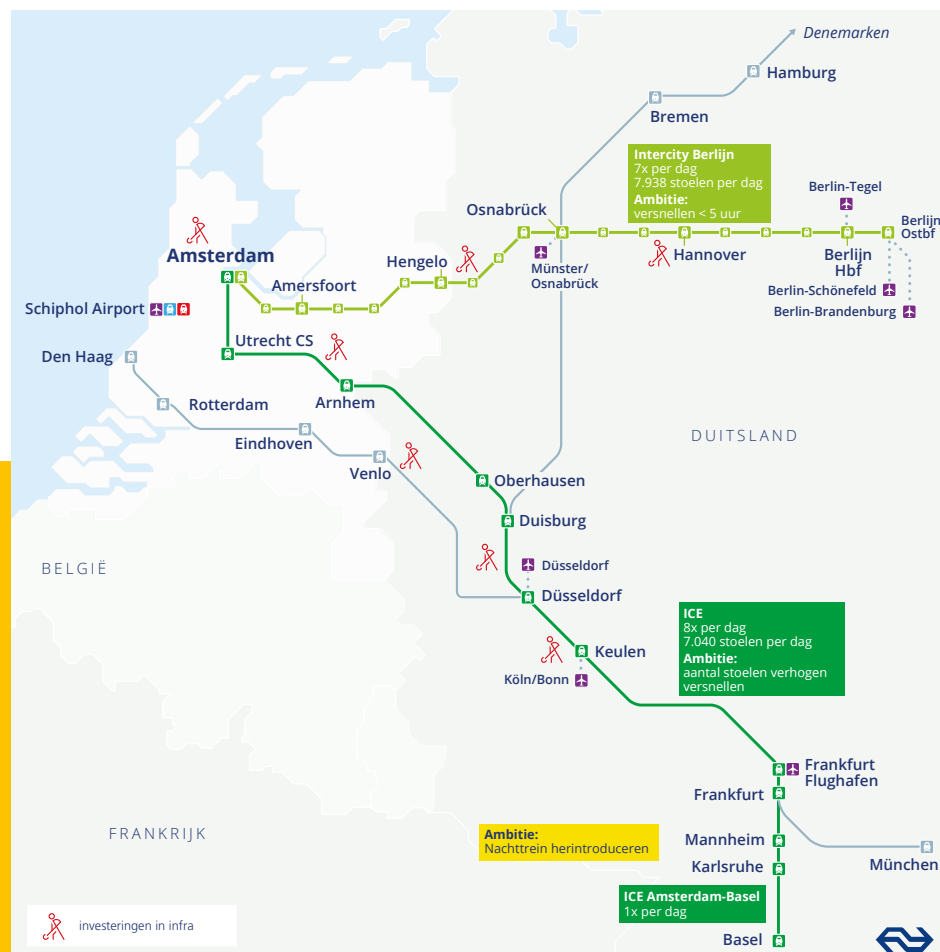 Denemarken
Hamburg
Bremen
Intercity Berlijn
7x per dag
7.938 stoelen per dag
Ambitie:
versnellen < 5 uur
Berlin-Tegel
Osnabrück
Berlijn
Ostbf
Amsterdam
Hengelo
Münster/
Osnabrück
Hannover
Berlijn
Hbf
Amersfoort
Berlin-Schönefeld
Schiphol Airport
Berlin-Brandenburg
Utrecht CS
Den Haag
Arnhem
Rotterdam
Eindhoven
DUITSLAND
Venlo
Oberhausen
Duisburg
BELGIË
Düsseldorf
Düsseldorf
ICE
8x per dag
7.040 stoelen per dag
Ambitie:
aantal stoelen verhogen
versnellen
Keulen
Köln/Bonn
Frankfurt
Flughafen
Frankfurt
FRANKRIJK
Ambitie:
Nachttrein herintroduceren
Mannheim
München
Karlsruhe
ICE Amsterdam-Basel
1x per dag
investeringen in infra
Basel